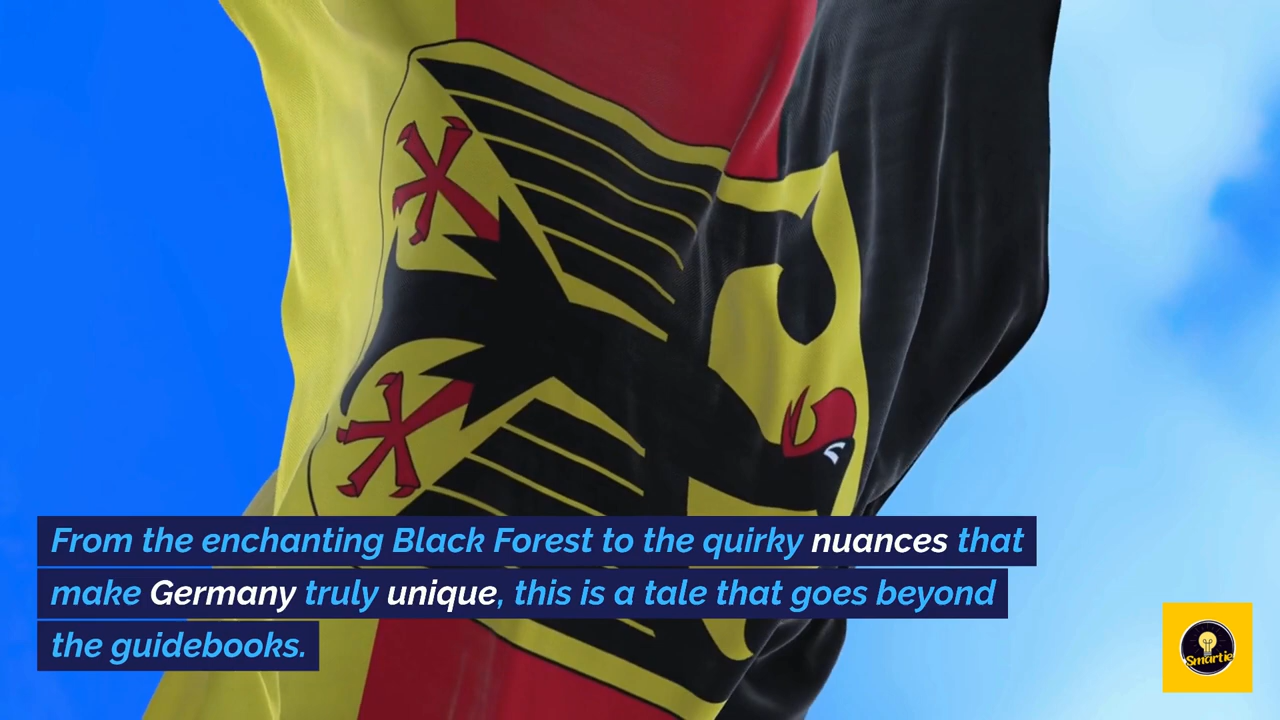 From the enchanting Black Forest to the quirky nuances that
make Germany truly unique, this is a tale that goes beyond
the guidebooks.
Smartie